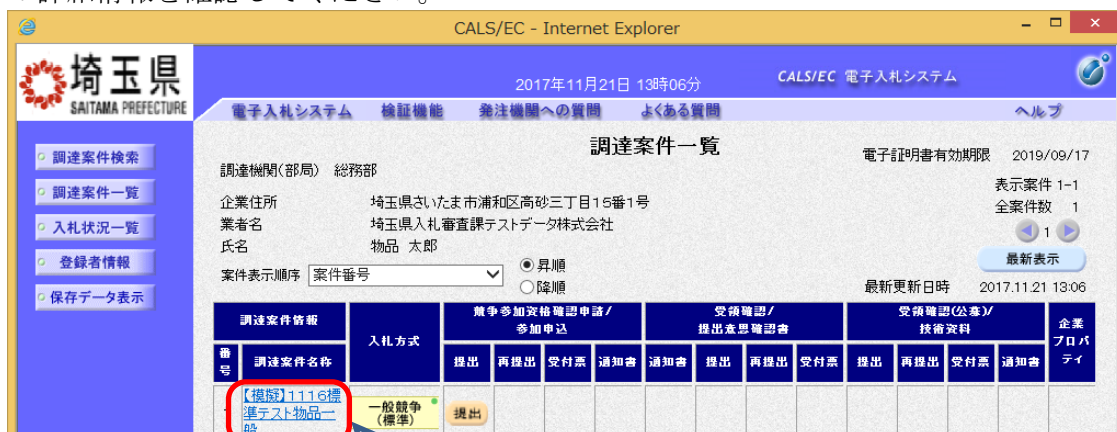 CALS/EC - Internet Explorer
埼玉県
SAITAMA PREFECTURE
2017年11月21日 13時06分
CALS/EC 電子入札システム
電子入札システム 検証機能 発注機関への質問 よくある質問 ヘルプ
調達案件検索
調達案件一覧
入札状況一覧
登録者情報
保存データ表示
調達案件一覧
電子証明書有効期限 2019/09/17
調達機関(部局) 総務部
表示案件 1-1
全案件数 1
企業住所 埼玉県さいたま市浦和区高砂三丁目15番1号
業者名 埼玉県入札審査課テストデータ株式会社
氏名 物品 太郎
1
最新表示
案件表示順序 案件番号
昇順
降順
最新更新日時 2017.11.21 13:06
調達案件情報 入札方式 競争参加資格確認申請/参加申込 受領確認/提出意思確認書 受領確認(公募)/技術資料 企業プロパティ
番号 調達案件名称 提出 再提出 受付票 通知書 通知書 提出 再提出 受付票 提出 再提出 受付票 通知書
【模擬】1116標
準テスト物品一
般
一般競争
(標準)
提出